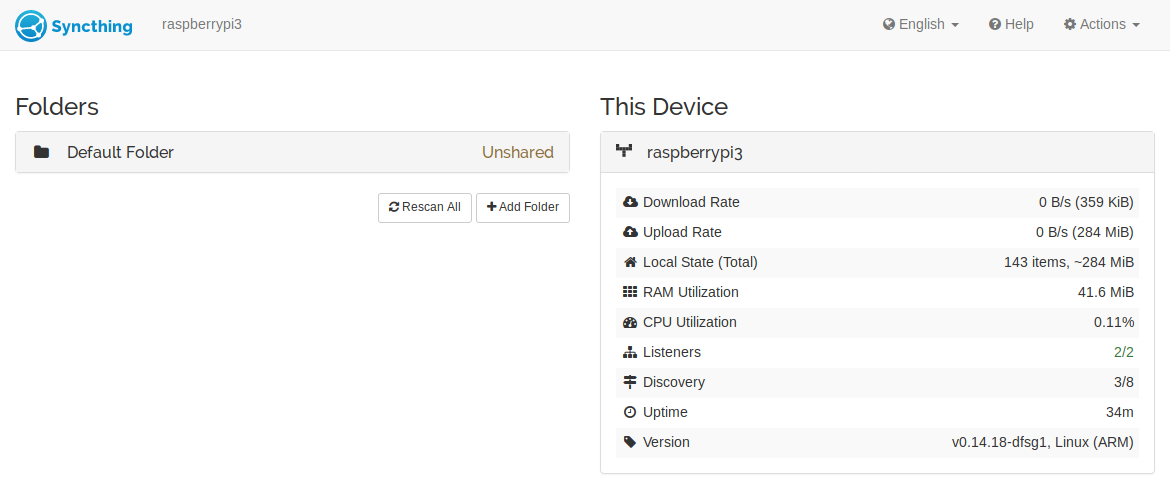 Syncthing raspberrypi3 English Help Actions
Folders
Default Folder Unshared
Rescan All Add Folder
This Device
raspberrypi3
Download Rate 0 B/s (359 KiB)
Upload Rate 0 B/s (284 MiB)
Local State (Total) 143 items, ~284 MiB
RAM Utilization 41.6 MiB
CPU Utilization 0.11%
Listeners 2/2
Discovery 3/8
Uptime 34m
Version v0.14.18-dfsg1, Linux (ARM)